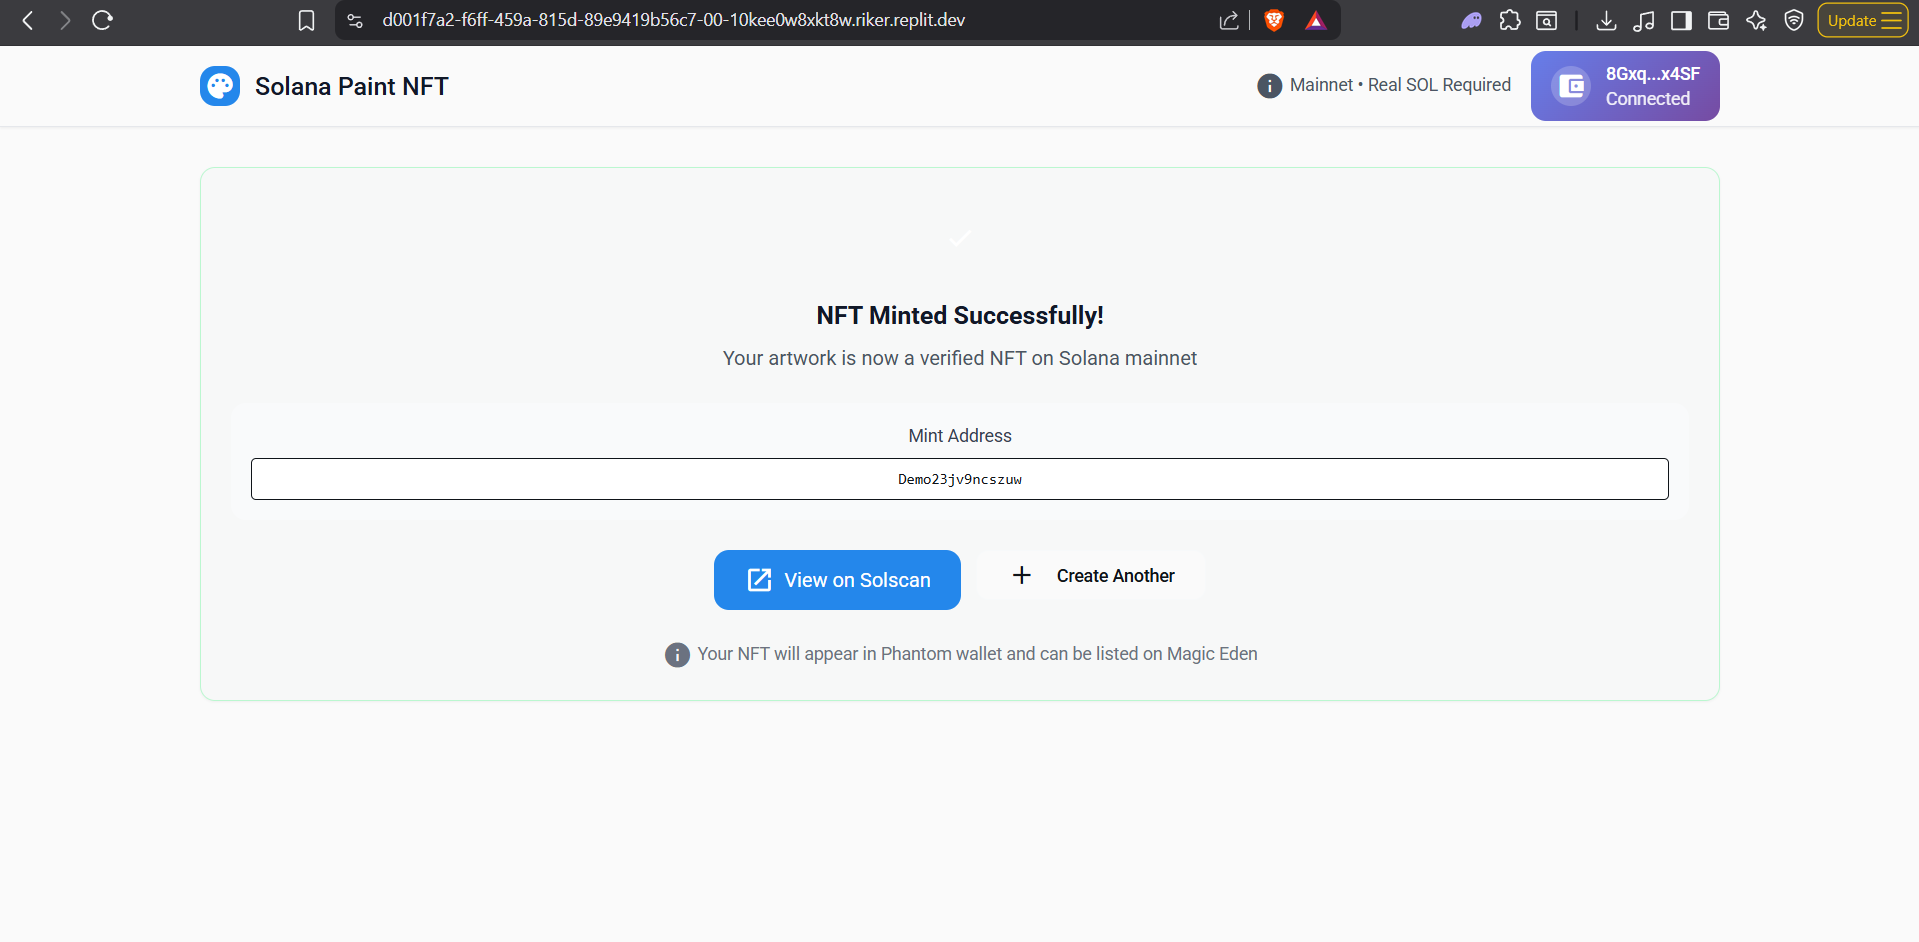 d001f7a2-f6ff-459a-815d-89e9419b56c7-00-10kee0w8xkt8w.riker.replit.dev
Update
Solana Paint NFT
Mainnet • Real SOL Required
8Gxq...x4SF
Connected
NFT Minted Successfully!
Your artwork is now a verified NFT on Solana mainnet
Mint Address
Demo23jv9ncszuw
View on Solscan
Create Another
Your NFT will appear in Phantom wallet and can be listed on Magic Eden